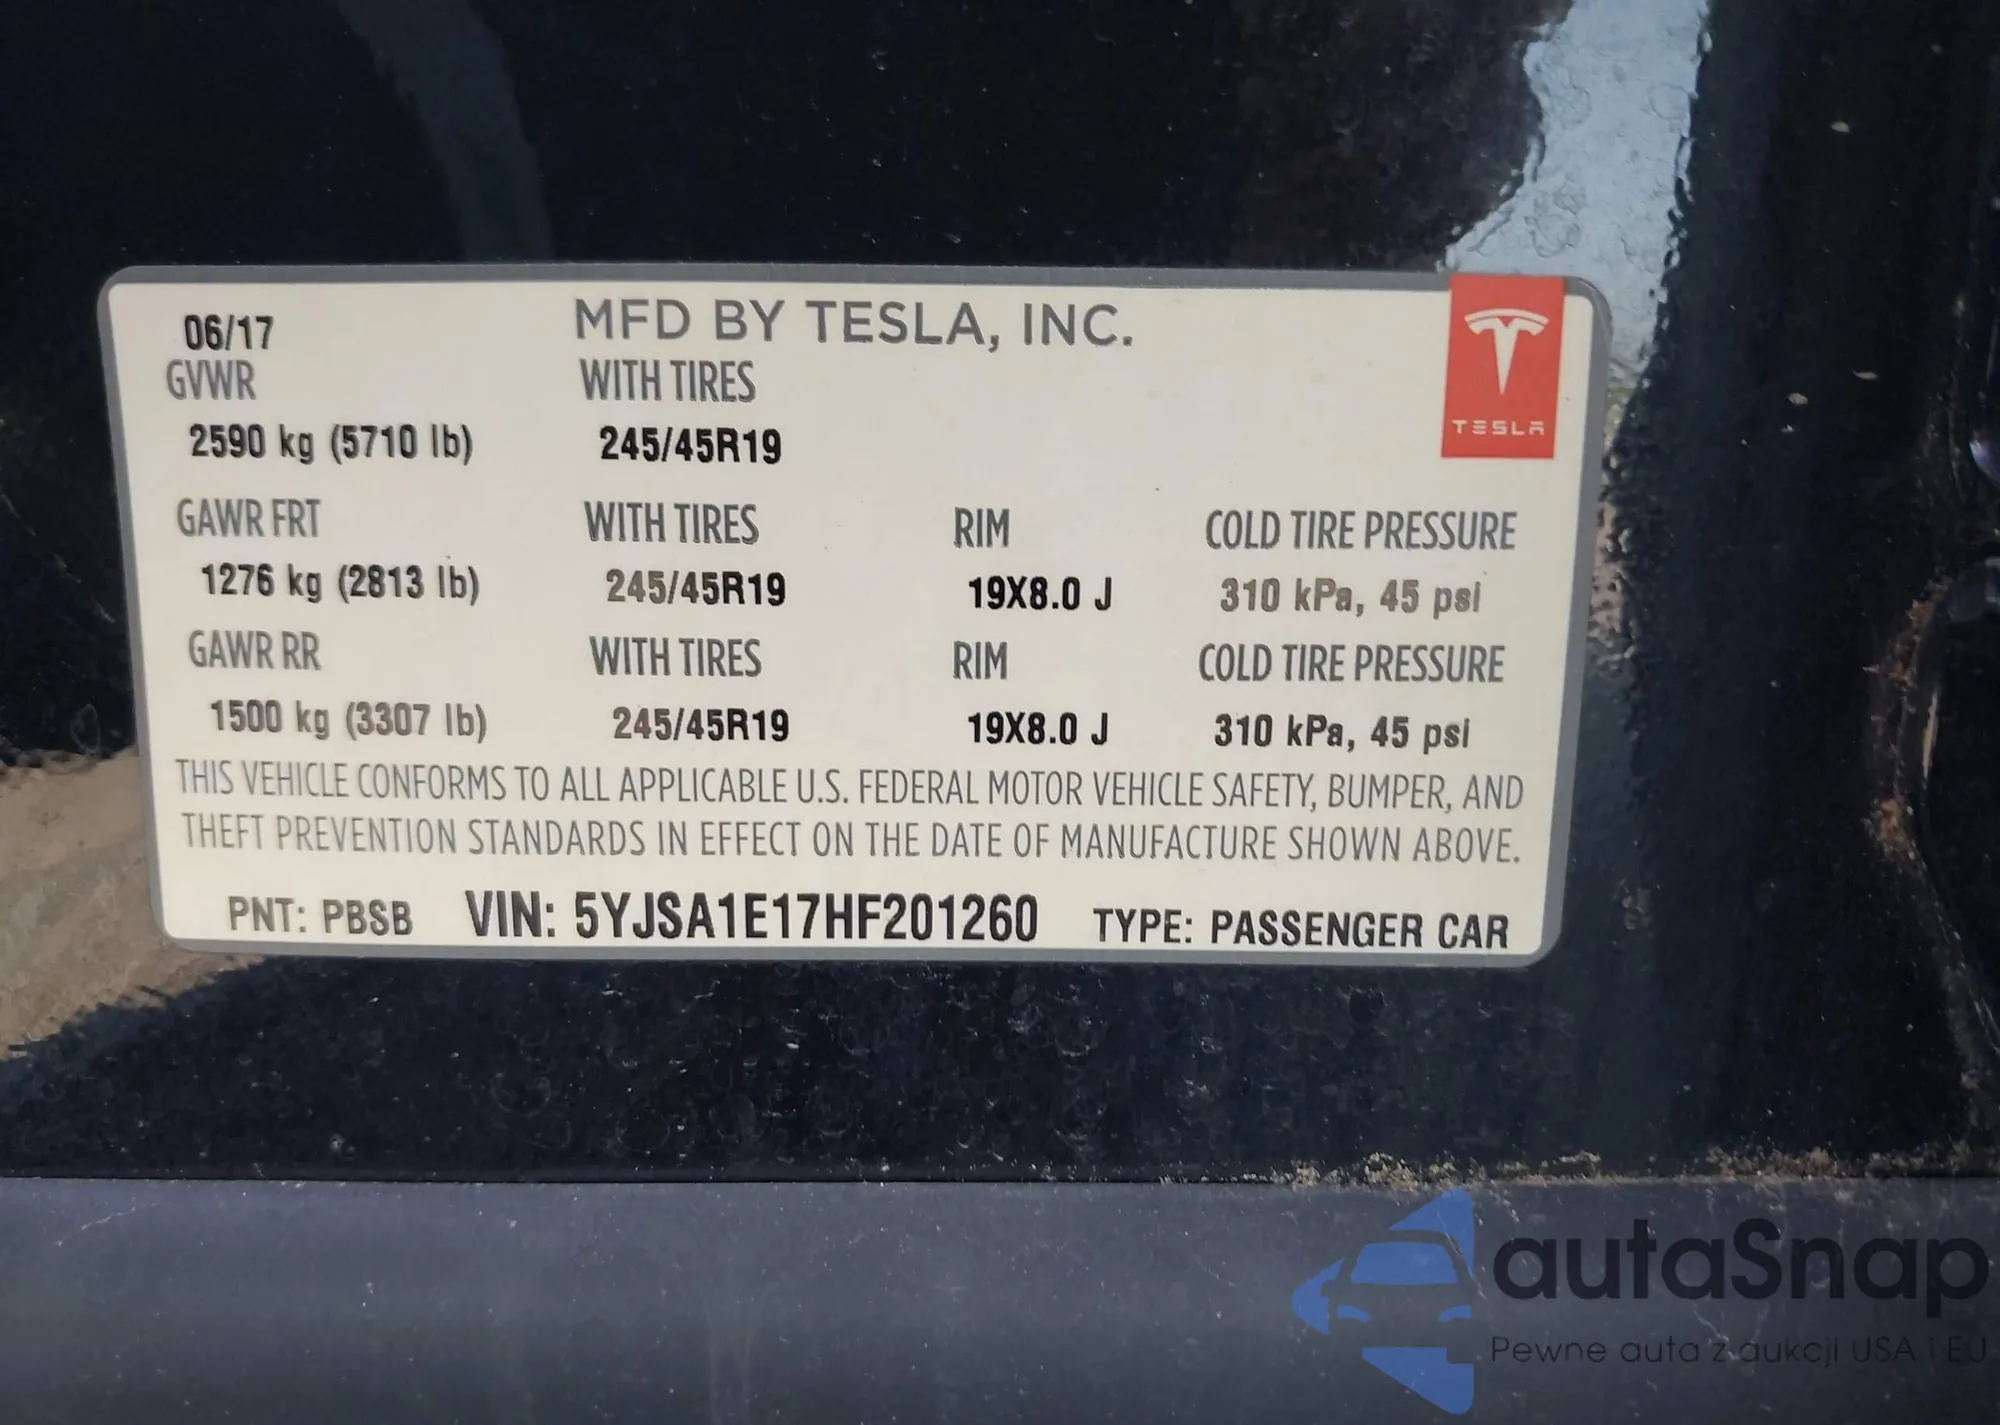 06/17 MFD BY TESLA, INC.
GVWR WITH TIRES
2590 kg (5710 lb) 245/45R19
TESLA
GAWR FRT WITH TIRES RIM COLD TIRE PRESSURE
1276 kg (2813 lb) 245/45R19 19X8.0 J 310 kPa, 45 psi
GAWR RR WITH TIRES RIM COLD TIRE PRESSURE
1500 kg (3307 lb) 245/45R19 19X8.0 J 310 kPa, 45 psi
THIS VEHICLE CONFORMS TO ALL APPLICABLE U.S. FEDERAL MOTOR VEHICLE SAFETY, BUMPER, AND
THEFT PREVENTION STANDARDS IN EFFECT ON THE DATE OF MANUFACTURE SHOWN ABOVE.
PNT: PBSB VIN: 5YJSA1E17HF201260 TYPE: PASSENGER CAR
autaSnap
Pewne auta z aukcji USA i EU